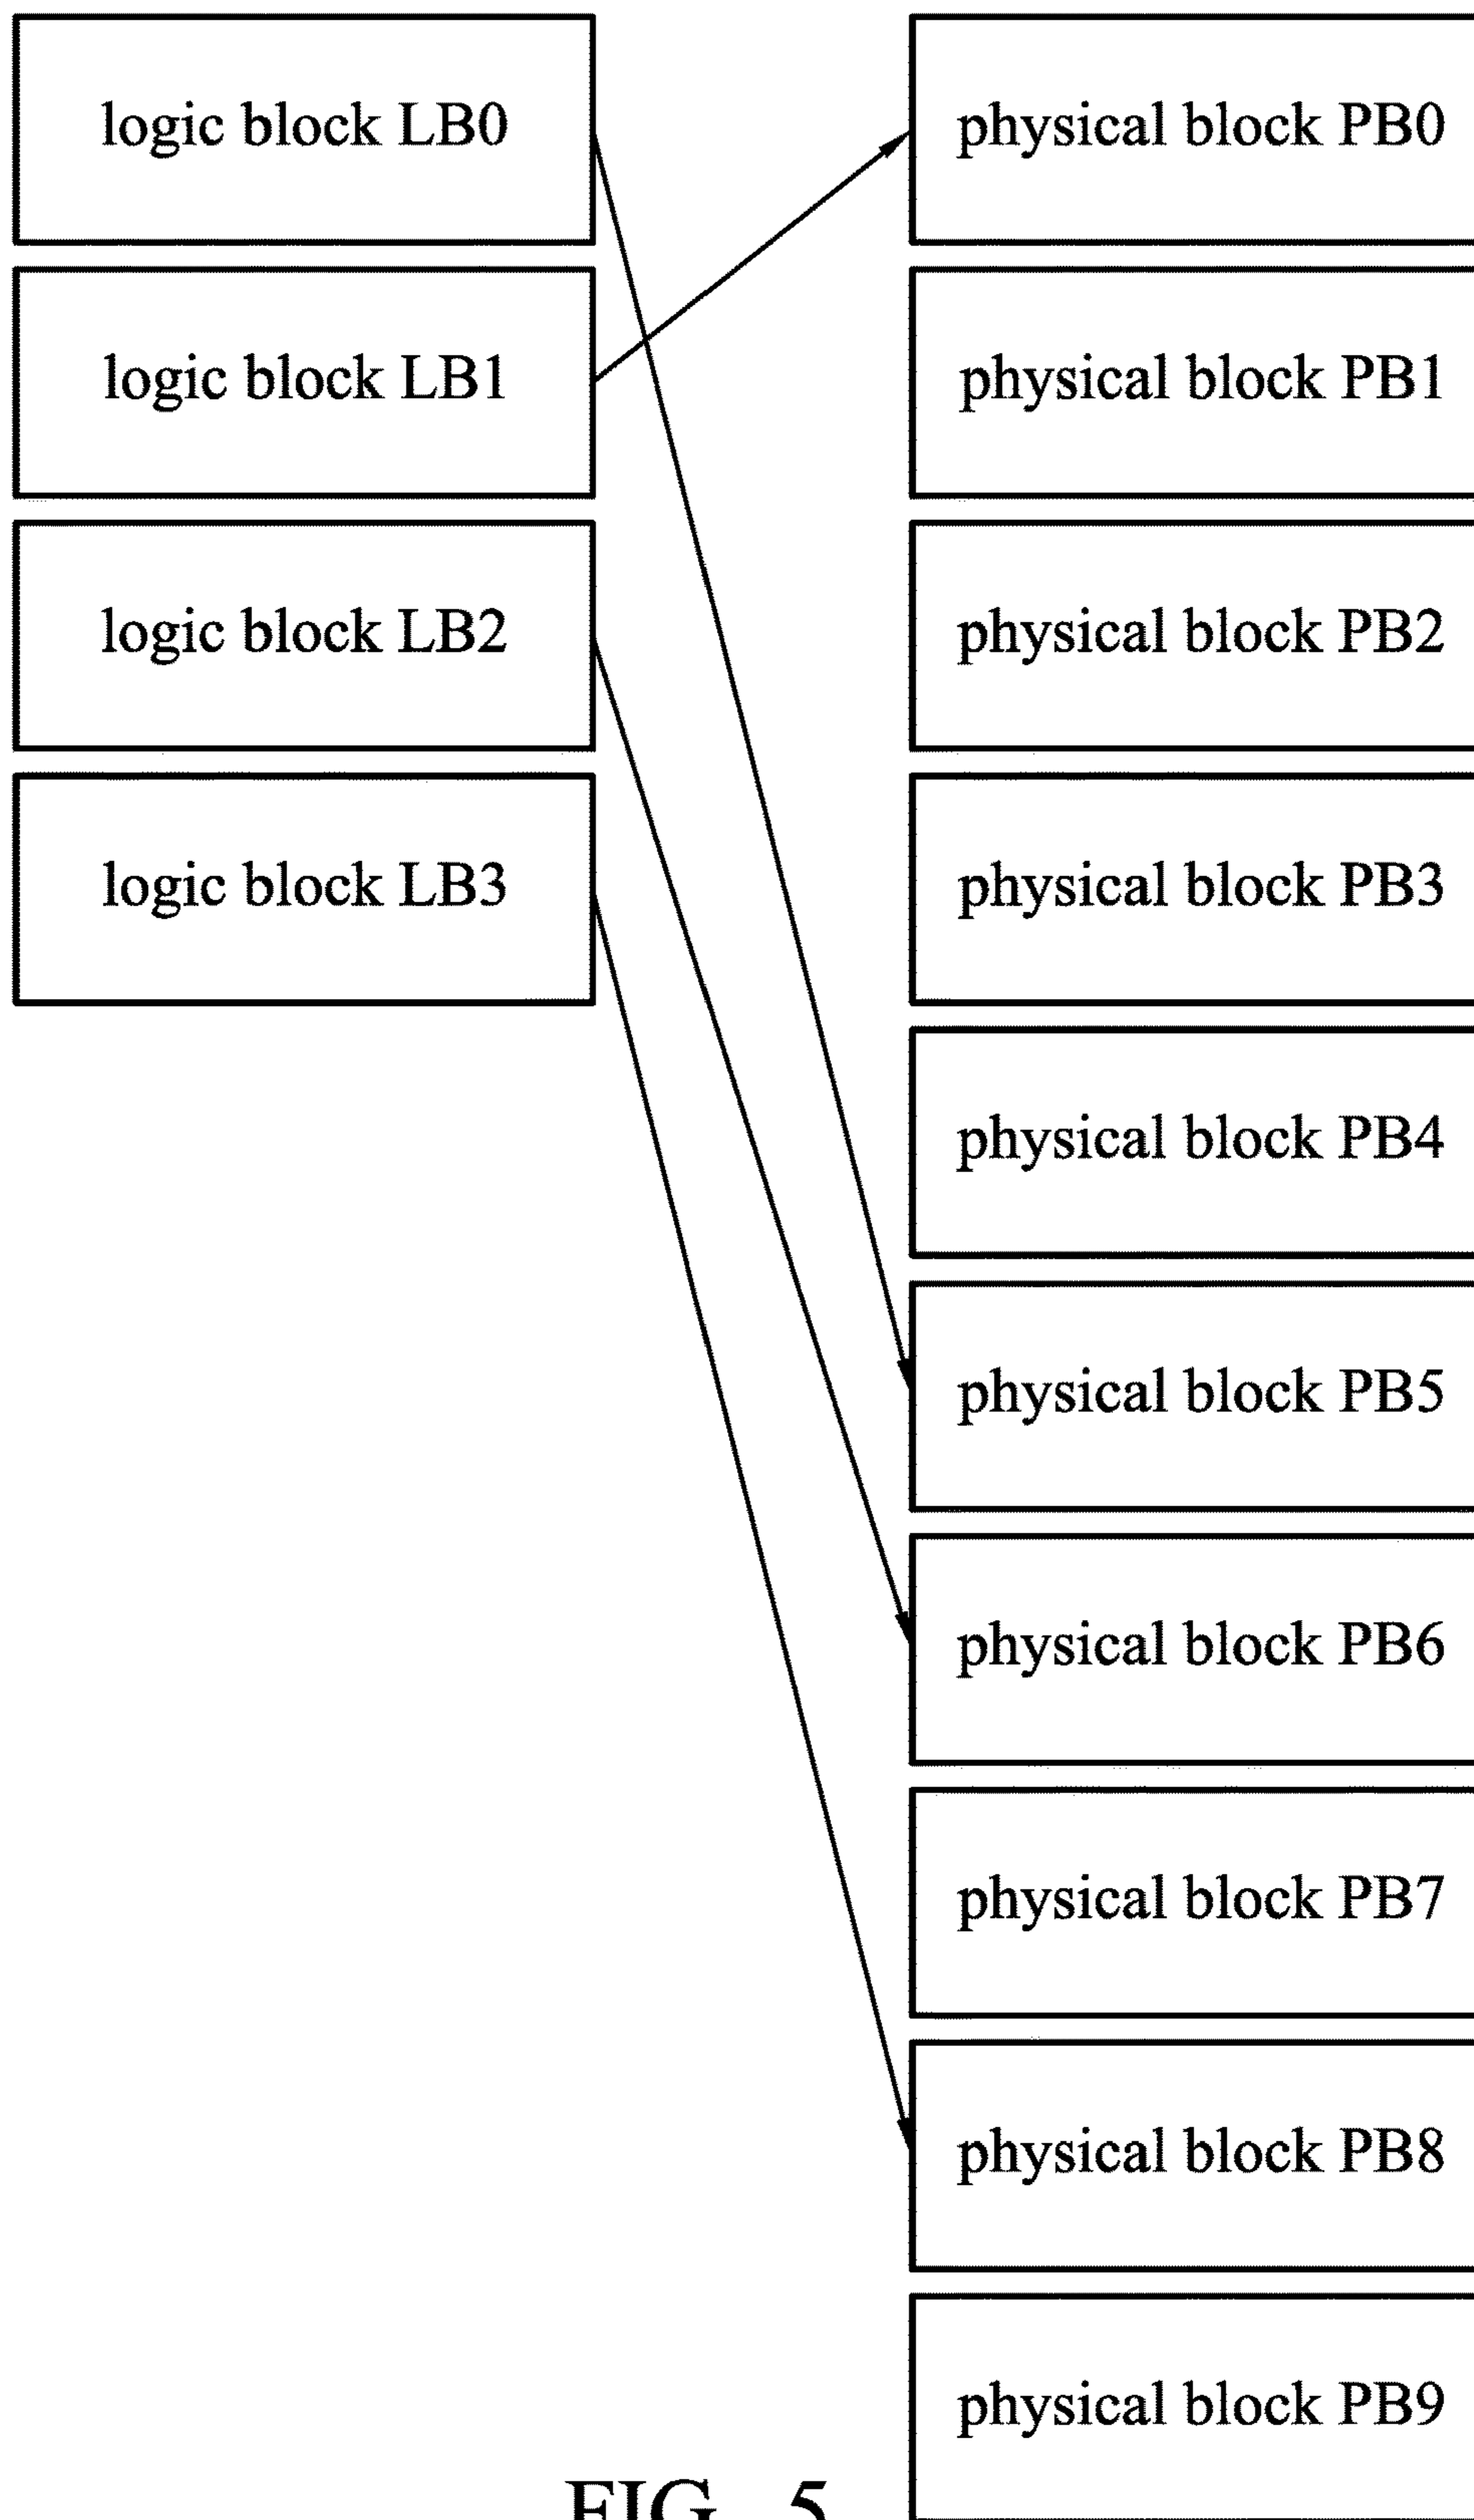 logic block LB0
logic block LB1
logic block LB2
logic block LB3
physical block PB0
physical block PB1
physical block PB2
physical block PB3
physical block PB4
physical block PB5
physical block PB6
physical block PB7
physical block PB8
physical block PB9
FIG. 5